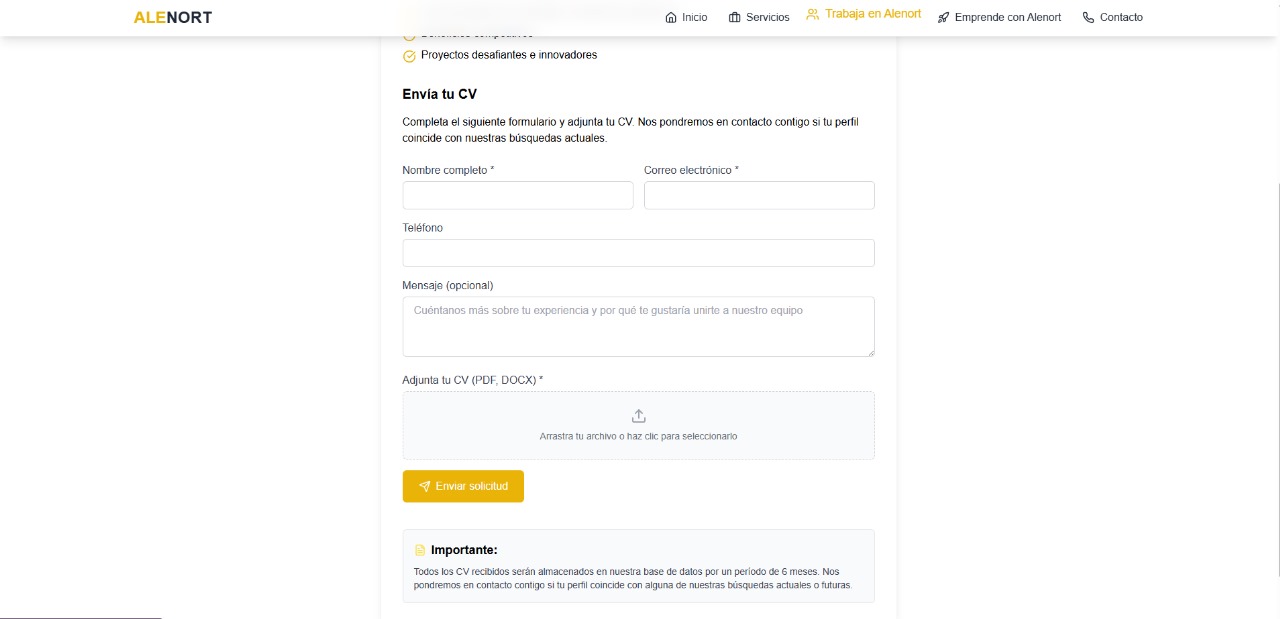 ALENORT
Inicio
Servicios
Trabaja en Alenort
Emprende con Alenort
Contacto
Proyectos desafiantes e innovadores
Envía tu CV
Completa el siguiente formulario y adjunta tu CV. Nos pondremos en contacto contigo si tu perfil
coincide con nuestras búsquedas actuales.
Nombre completo *
Correo electrónico *
Teléfono
Mensaje (opcional)
Cuéntanos más sobre tu experiencia y por qué te gustaría unirte a nuestro equipo
Adjunta tu CV (PDF, DOCX) *
Arrastra tu archivo o haz clic para seleccionarlo
Enviar solicitud
Importante:
Todos los CV recibidos serán almacenados en nuestra base de datos por un período de 6 meses. Nos
pondremos en contacto contigo si tu perfil coincide con alguna de nuestras búsquedas actuales o futuras.